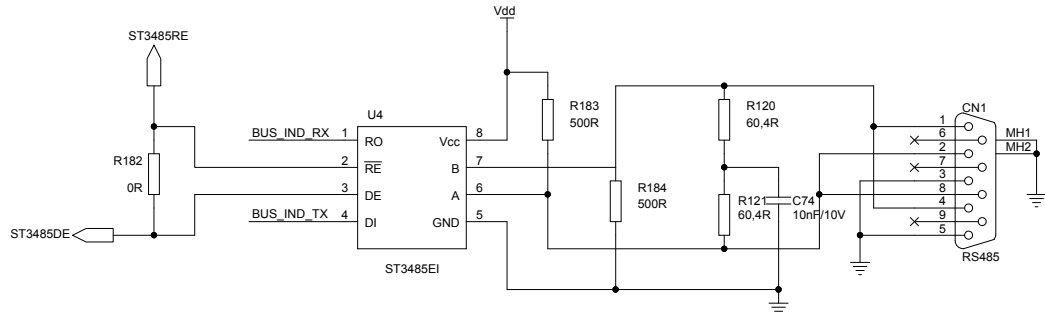 Vdd
ST3485RE
R183
500R
R120
60,4R
CN1
U4
BUS_IND_RX 1 RO Vcc 8
R182
0R
2 RE B 7
3 DE A 6
BUS_IND_TX 4 DI GND 5
R184
500R
R121
60,4R
C74
10nF/10V
1
6 MH1
2 MH2
7
3
8
4
9
5
ST3485DE
ST3485EI
RS485